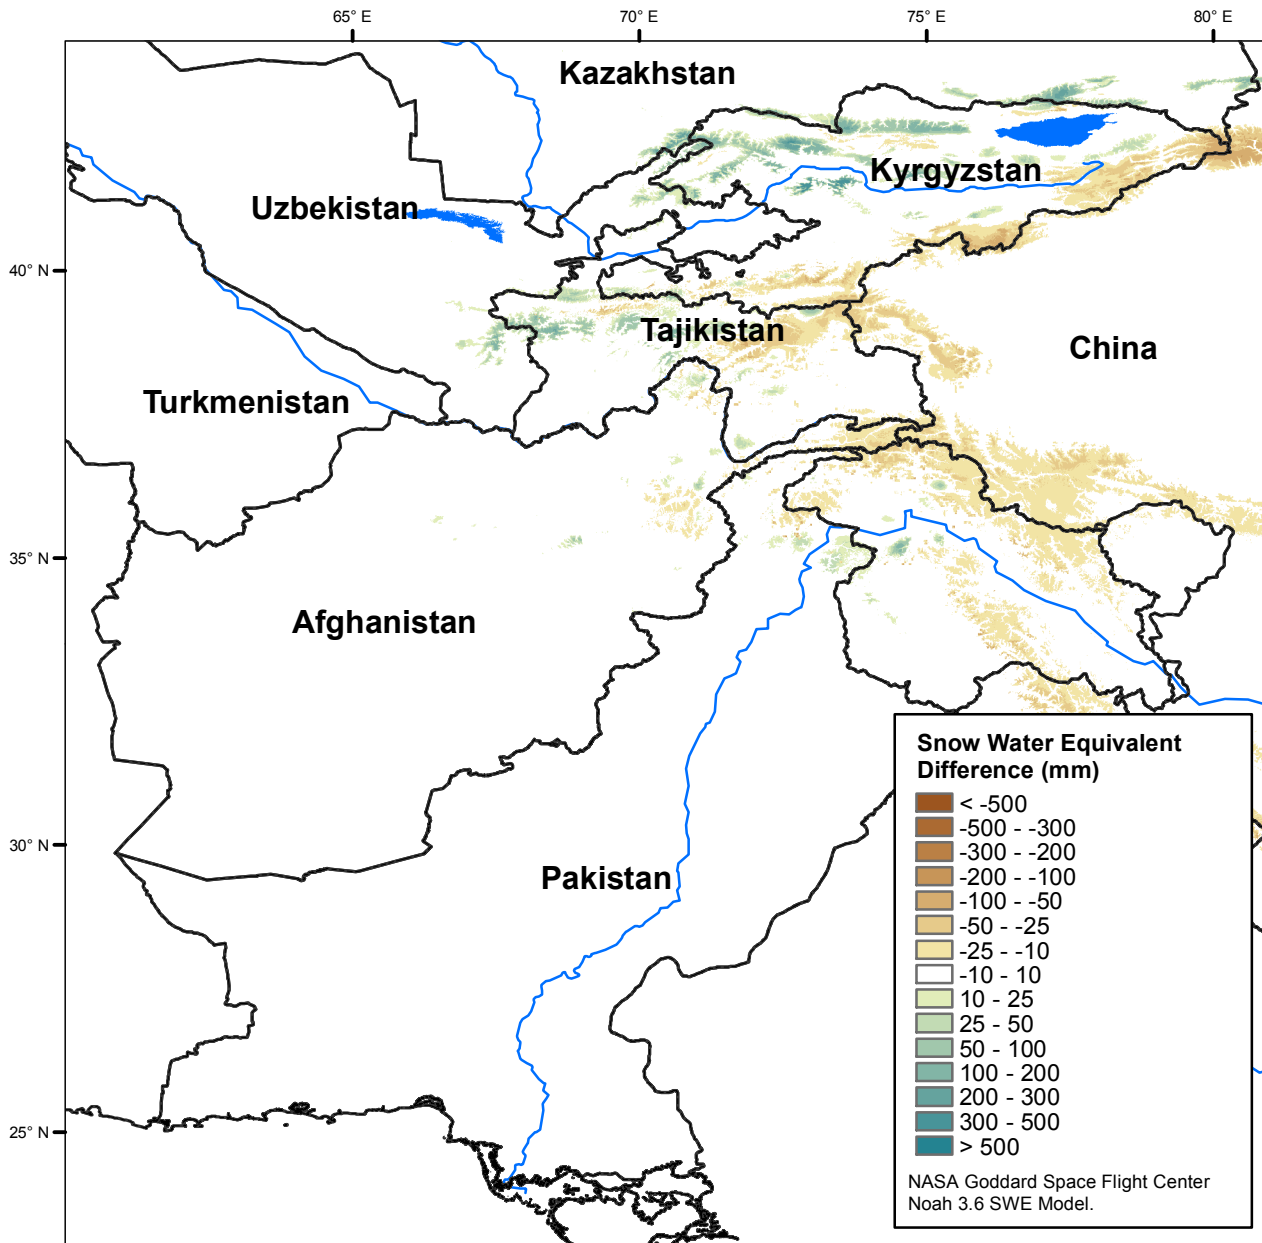 65° E
70° E
75° E
80° E
Kazakhstan
Kyrgyzstan
Uzbekistan
40° N
Tajikistan
China
Turkmenistan
35° N
Afghanistan
30° N
Pakistan
25° N
Snow Water Equivalent
Difference (mm)
< -500
-500 - -300
-300 - -200
-200 - -100
-100 - -50
-50 - -25
-25 - -10
-10 - 10
10 - 25
25 - 50
50 - 100
100 - 200
200 - 300
300 - 500
> 500
NASA Goddard Space Flight Center
Noah 3.6 SWE Model.